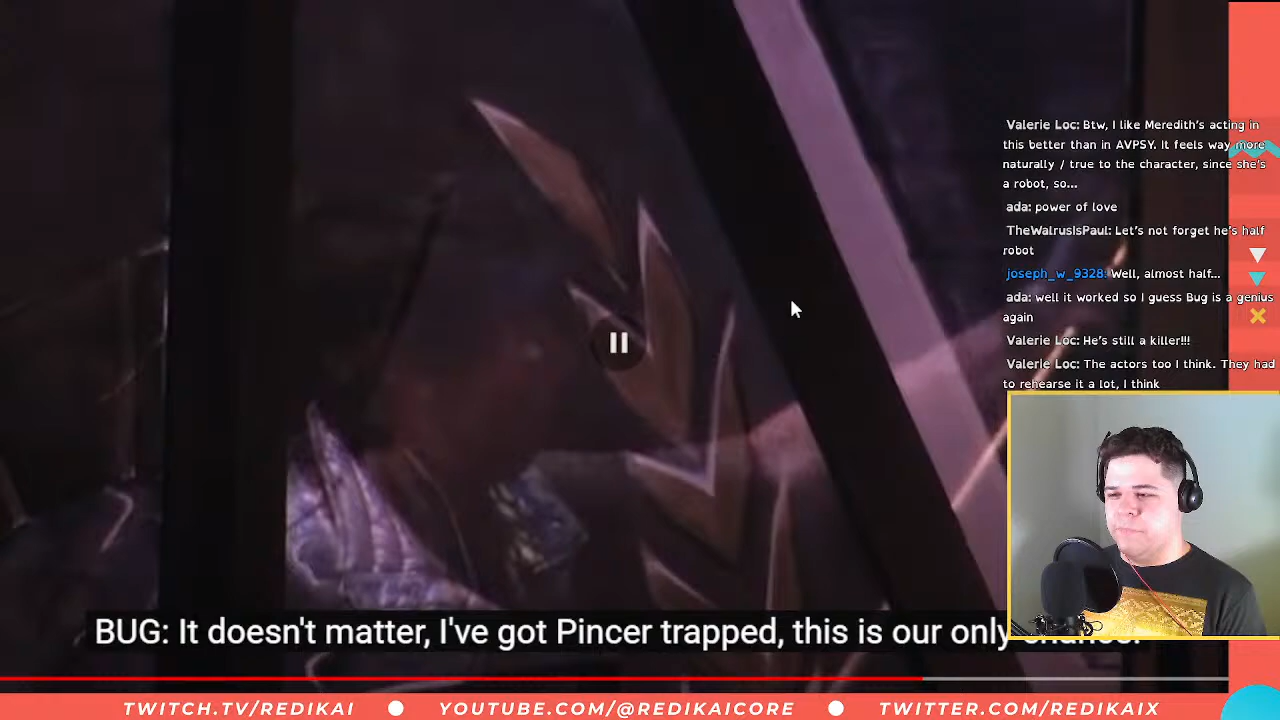 Valerie Loc: Btw, I like Meredith's acting in
this better than in AVPSY. It feels way more
naturally / true to the character, since she's
a robot, so...
ada: power of love
TheWalrusIsPaul: Let's not forget he's half
robot
joseph_w_9328: Well, almost half...
ada: well it worked so I guess Bug is a genius
again
Valerie Loc: He's still a killer!!!
Valerie Loc: The actors too I think. They had
to rehearse it a lot, I think
BUG: It doesn't matter, I've got Pincer trapped, this is our only
TWITCH.TV/REDIKAI
YOUTUBE.COM/@REDIKAICORE
TWITTER.COM/REDIKAIX